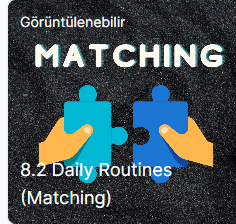 Görüntülenebilir
MATCHING
8.2 Daily Routines
(Matching)